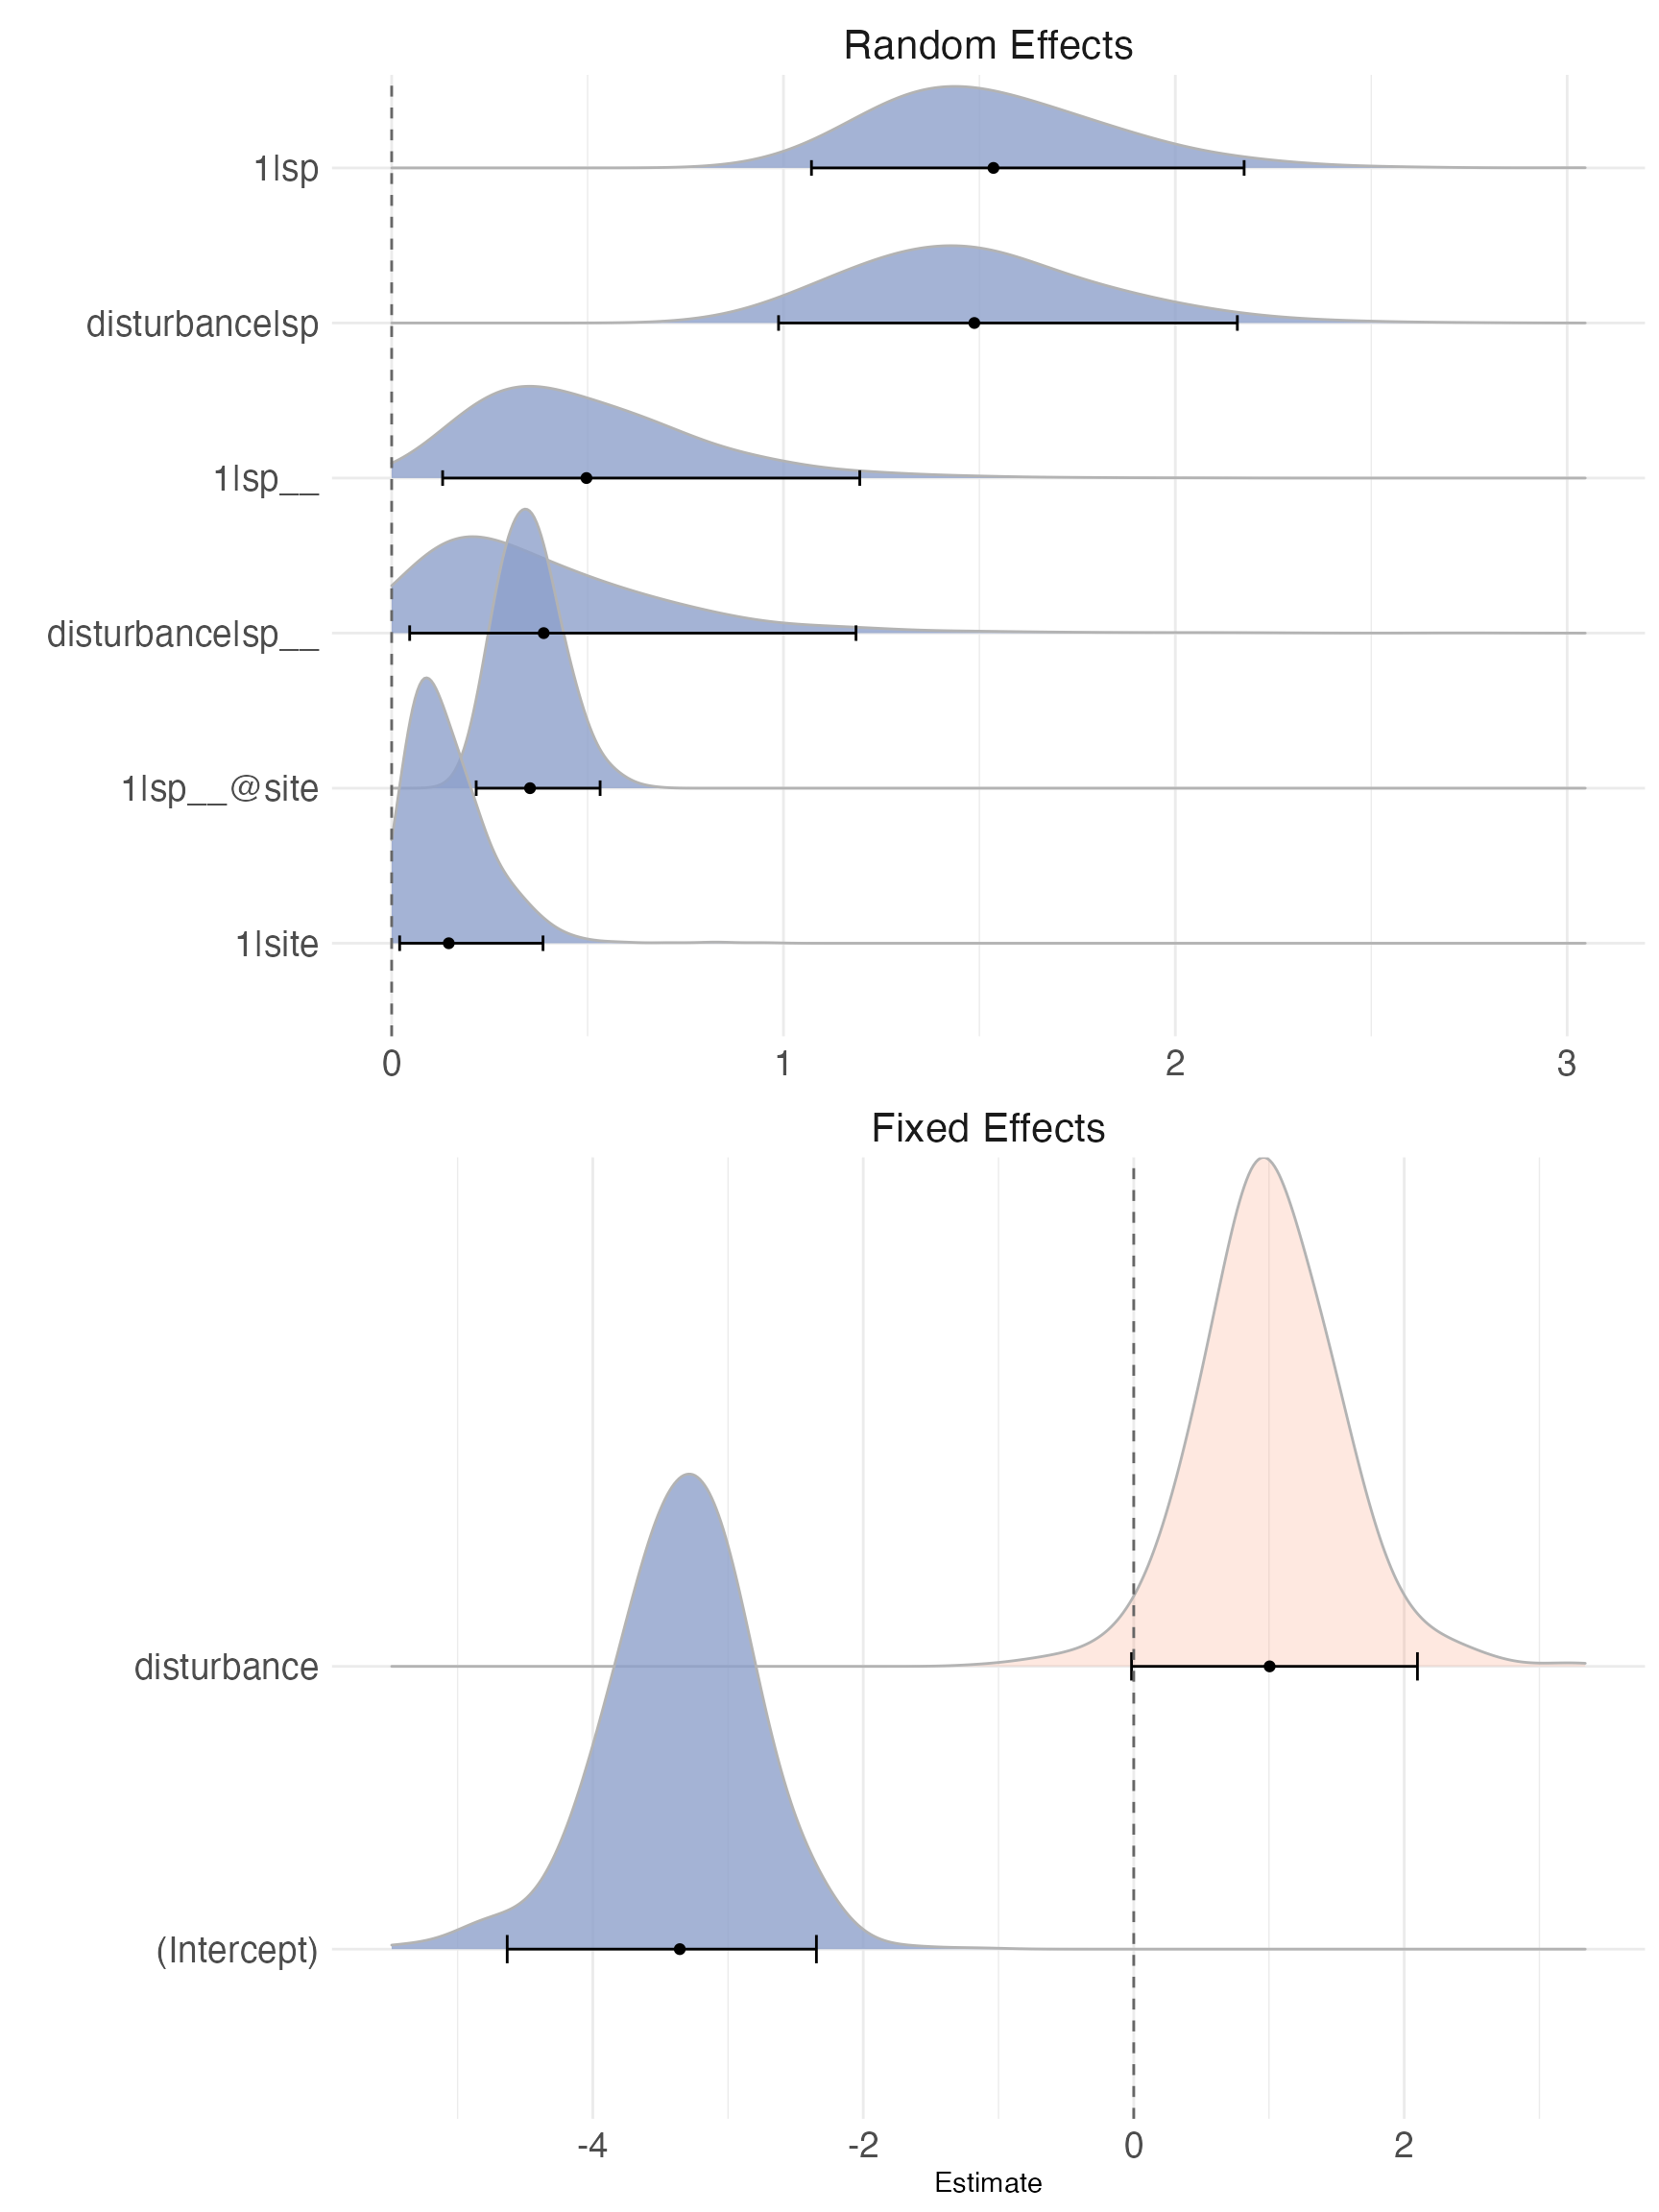 Random Effects
1|sp
disturbance|sp
1|sp__
disturbance|sp__
1|sp__@site
1|site
0 1 2 3
Fixed Effects
disturbance
(Intercept)
-4 -2 0 2
Estimate